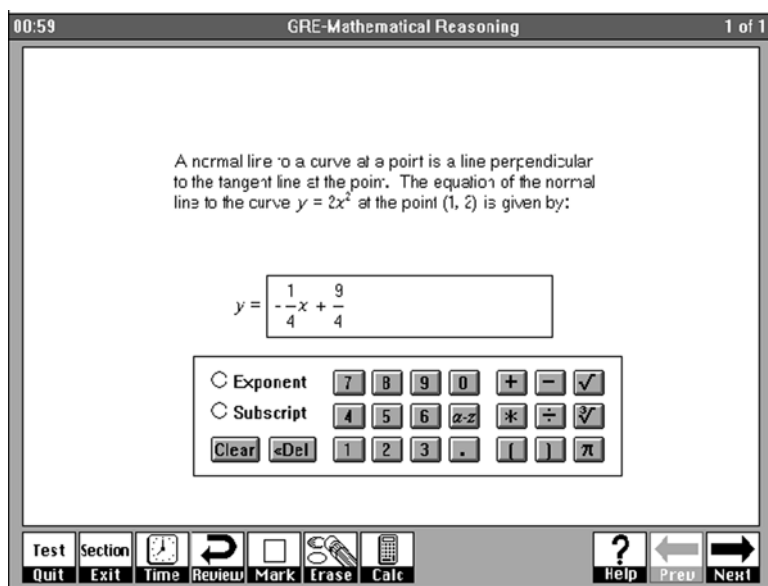 00:59 GRE-Mathematical Reasoning 1 of 1
A normal line to a curve at a point is a line perpendicular
to the tangent line at the point. The equation of the normal
line to the curve y = 2x² at the point (1, 2) is given by:
y = -1/4 x + 9/4
Exponent 7 8 9 0 + − √
Subscript 4 5 6 a-z * ÷ ∛
Clear «Del 1 2 3 . ( ) π
Test Section ?
Quit Exit Time Review Mark Erase Calc Help Prev Next